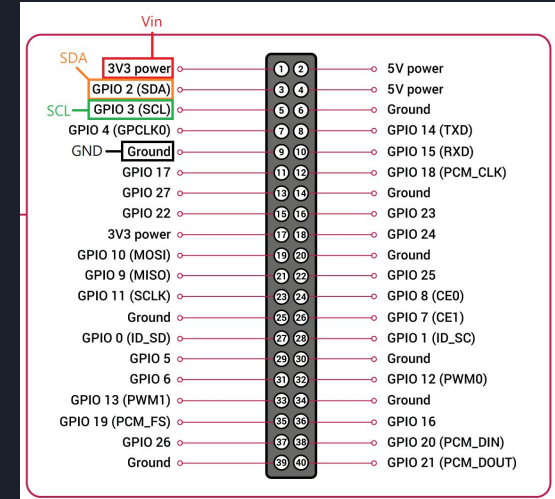 Vin
SDA
3V3 power 1 2 5V power
GPIO 2 (SDA) 3 4 5V power
SCL GPIO 3 (SCL) 5 6 Ground
GPIO 4 (GPCLK0) 7 8 GPIO 14 (TXD)
GND Ground 9 10 GPIO 15 (RXD)
GPIO 17 11 12 GPIO 18 (PCM_CLK)
GPIO 27 13 14 Ground
GPIO 22 15 16 GPIO 23
3V3 power 17 18 GPIO 24
GPIO 10 (MOSI) 19 20 Ground
GPIO 9 (MISO) 21 22 GPIO 25
GPIO 11 (SCLK) 23 24 GPIO 8 (CE0)
Ground 25 26 GPIO 7 (CE1)
GPIO 0 (ID_SD) 27 28 GPIO 1 (ID_SC)
GPIO 5 29 30 Ground
GPIO 6 31 32 GPIO 12 (PWM0)
GPIO 13 (PWM1) 33 34 Ground
GPIO 19 (PCM_FS) 35 36 GPIO 16
GPIO 26 37 38 GPIO 20 (PCM_DIN)
Ground 39 40 GPIO 21 (PCM_DOUT)